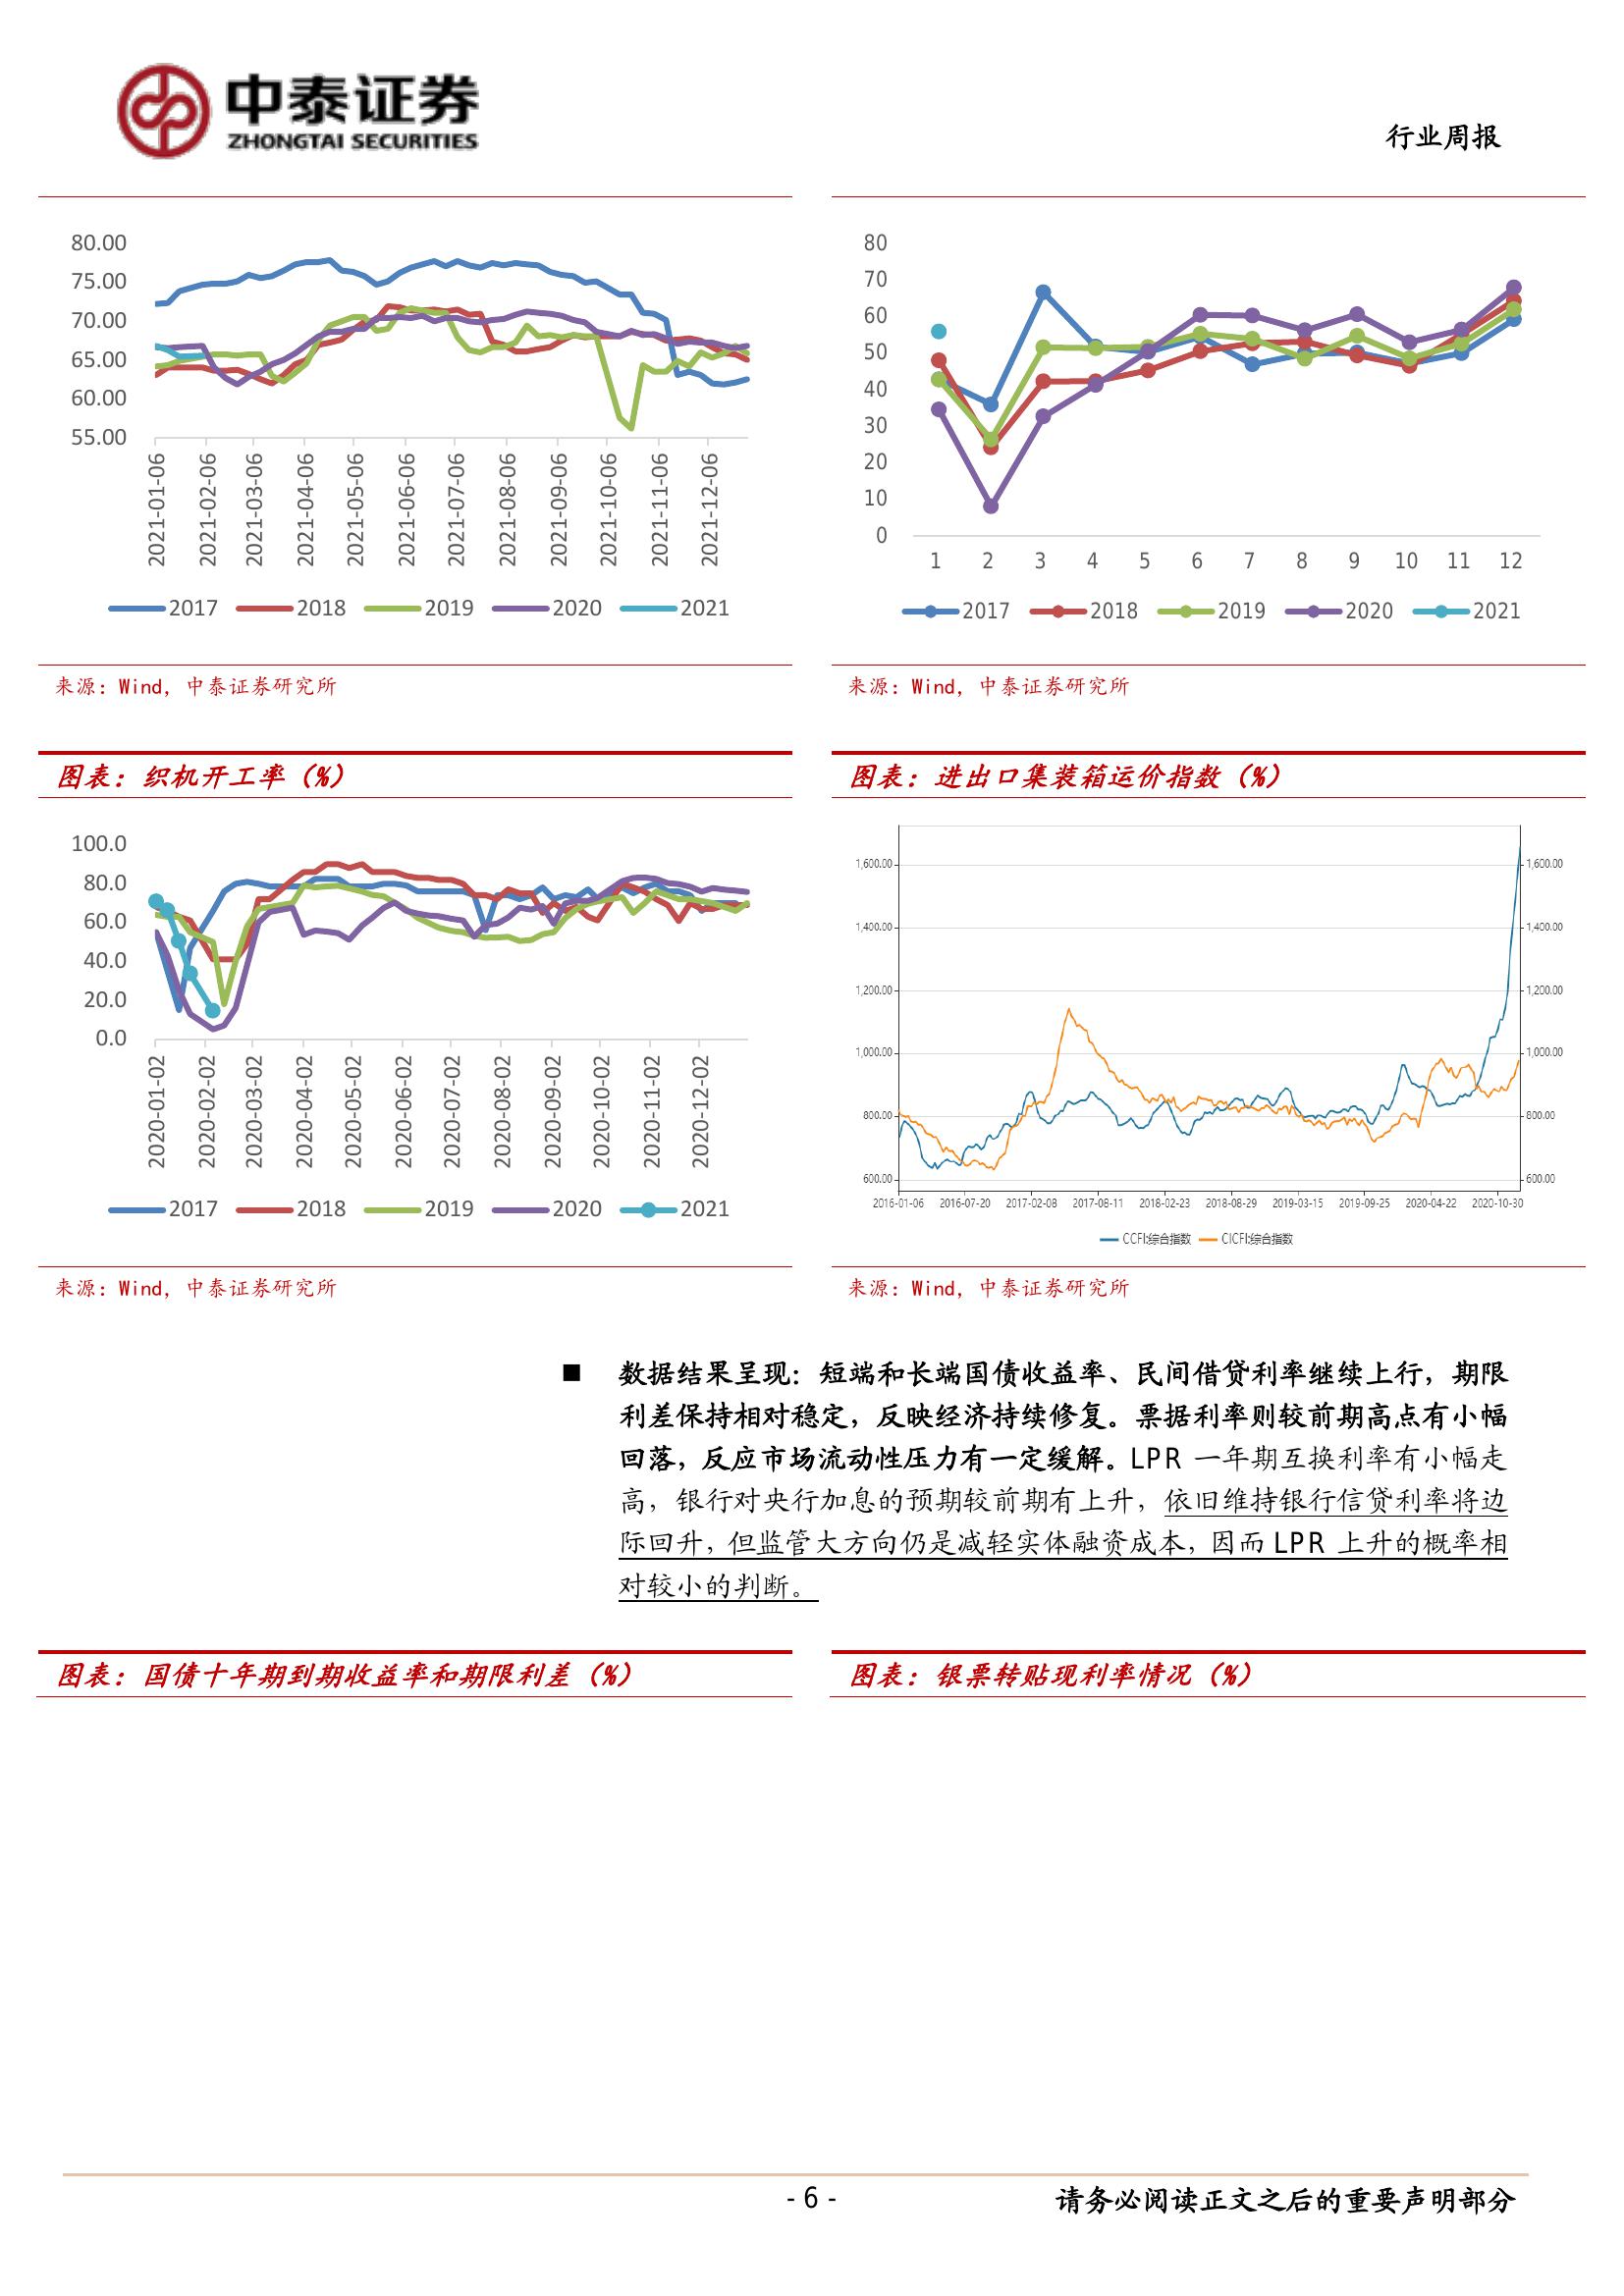 中泰证券
ZHONGTAI SECURITIES
行业周报
80.00
75.00
70.00
65.00
60.00
55.00
2021-01-06
2021-02-06
2021-03-06
2021-04-06
2021-05-06
2021-06-06
2021-07-06
2021-08-06
2021-09-06
2021-10-06
2021-11-06
2021-12-06
2017 2018 2019 2020 2021
80
70
60
50
40
30
20
10
0
1 2 3 4 5 6 7 8 9 10 11 12
2017 2018 2019 2020 2021
来源：Wind，中泰证券研究所
来源：Wind，中泰证券研究所
图表：织机开工率（%）
图表：进出口集装箱运价指数（%）
100.0
80.0
60.0
40.0
20.0
0.0
2020-01-02
2020-02-02
2020-03-02
2020-04-02
2020-05-02
2020-06-02
2020-07-02
2020-08-02
2020-09-02
2020-10-02
2020-11-02
2020-12-02
2017 2018 2019 2020 2021
1,600.00 1,600.00
1,400.00 1,400.00
1,200.00 1,200.00
1,000.00 1,000.00
800.00 800.00
600.00 600.00
2016-01-06 2016-07-20 2017-02-08 2017-08-11 2018-02-23 2018-08-29 2019-03-15 2019-09-25 2020-04-22 2020-10-30
CCFI:综合指数 CICFI:综合指数
来源：Wind，中泰证券研究所
来源：Wind，中泰证券研究所
■ 数据结果呈现：短端和长端国债收益率、民间借贷利率继续上行，期限
利差保持相对稳定，反映经济持续修复。票据利率则较前期高点有小幅
回落，反应市场流动性压力有一定缓解。LPR 一年期互换利率有小幅走
高，银行对央行加息的预期较前期有上升，依旧维持银行信贷利率将边
际回升，但监管大方向仍是减轻实体融资成本，因而 LPR 上升的概率相
对较小的判断。
图表：国债十年期到期收益率和期限利差（%）
图表：银票转贴现利率情况（%）
- 6 -
请务必阅读正文之后的重要声明部分